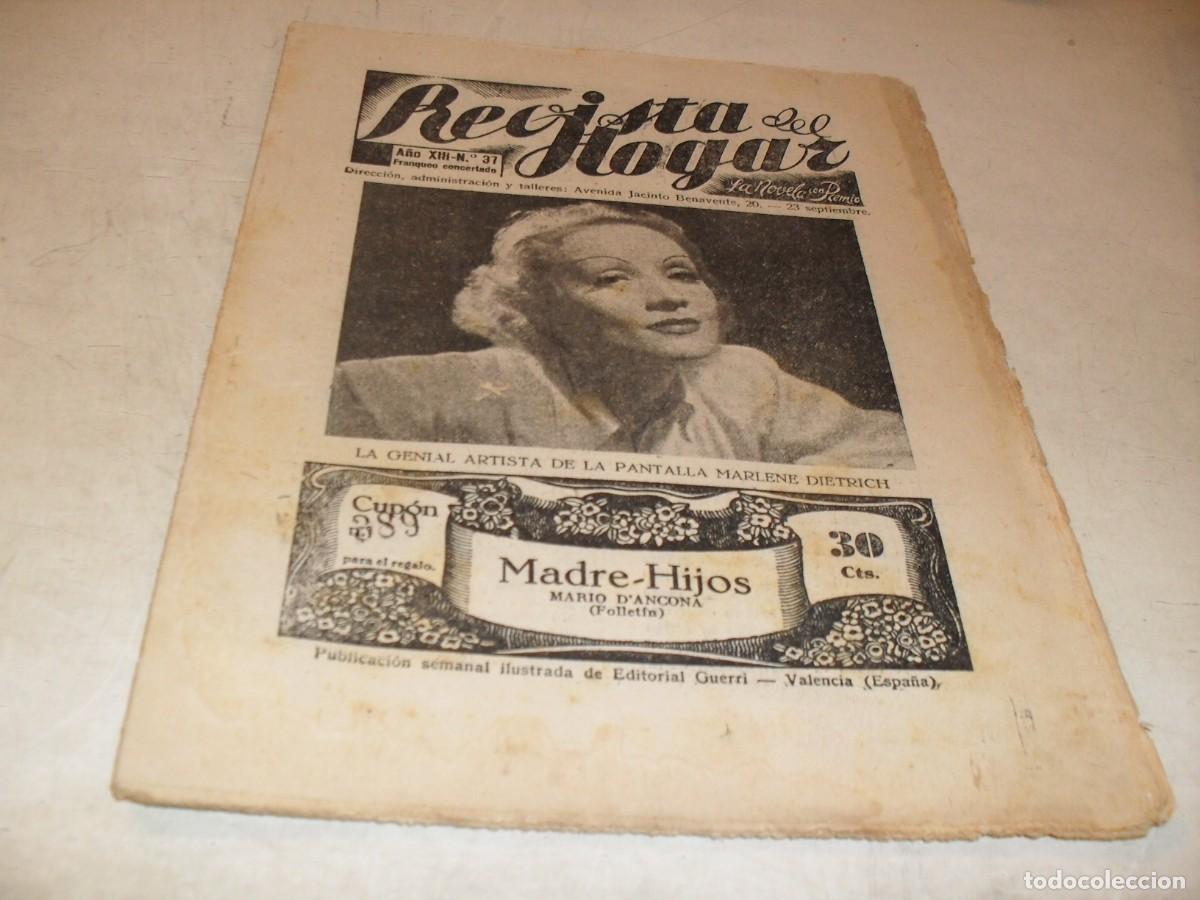 Revista del
Hogar
Año XIII-N.º 37
Franqueo concertado
La Novela con Premio
Dirección, administración y talleres: Avenida Jacinto Benavente, 20. — 23 septiembre.
LA GENIAL ARTISTA DE LA PANTALLA MARLENE DIETRICH
Cupón
389
para el regalo.
Madre-Hijos
MARIO D'ANCONA
(Folletín)
30
Cts.
Publicación semanal ilustrada de Editorial Guerri — Valencia (España).
todocoleccion